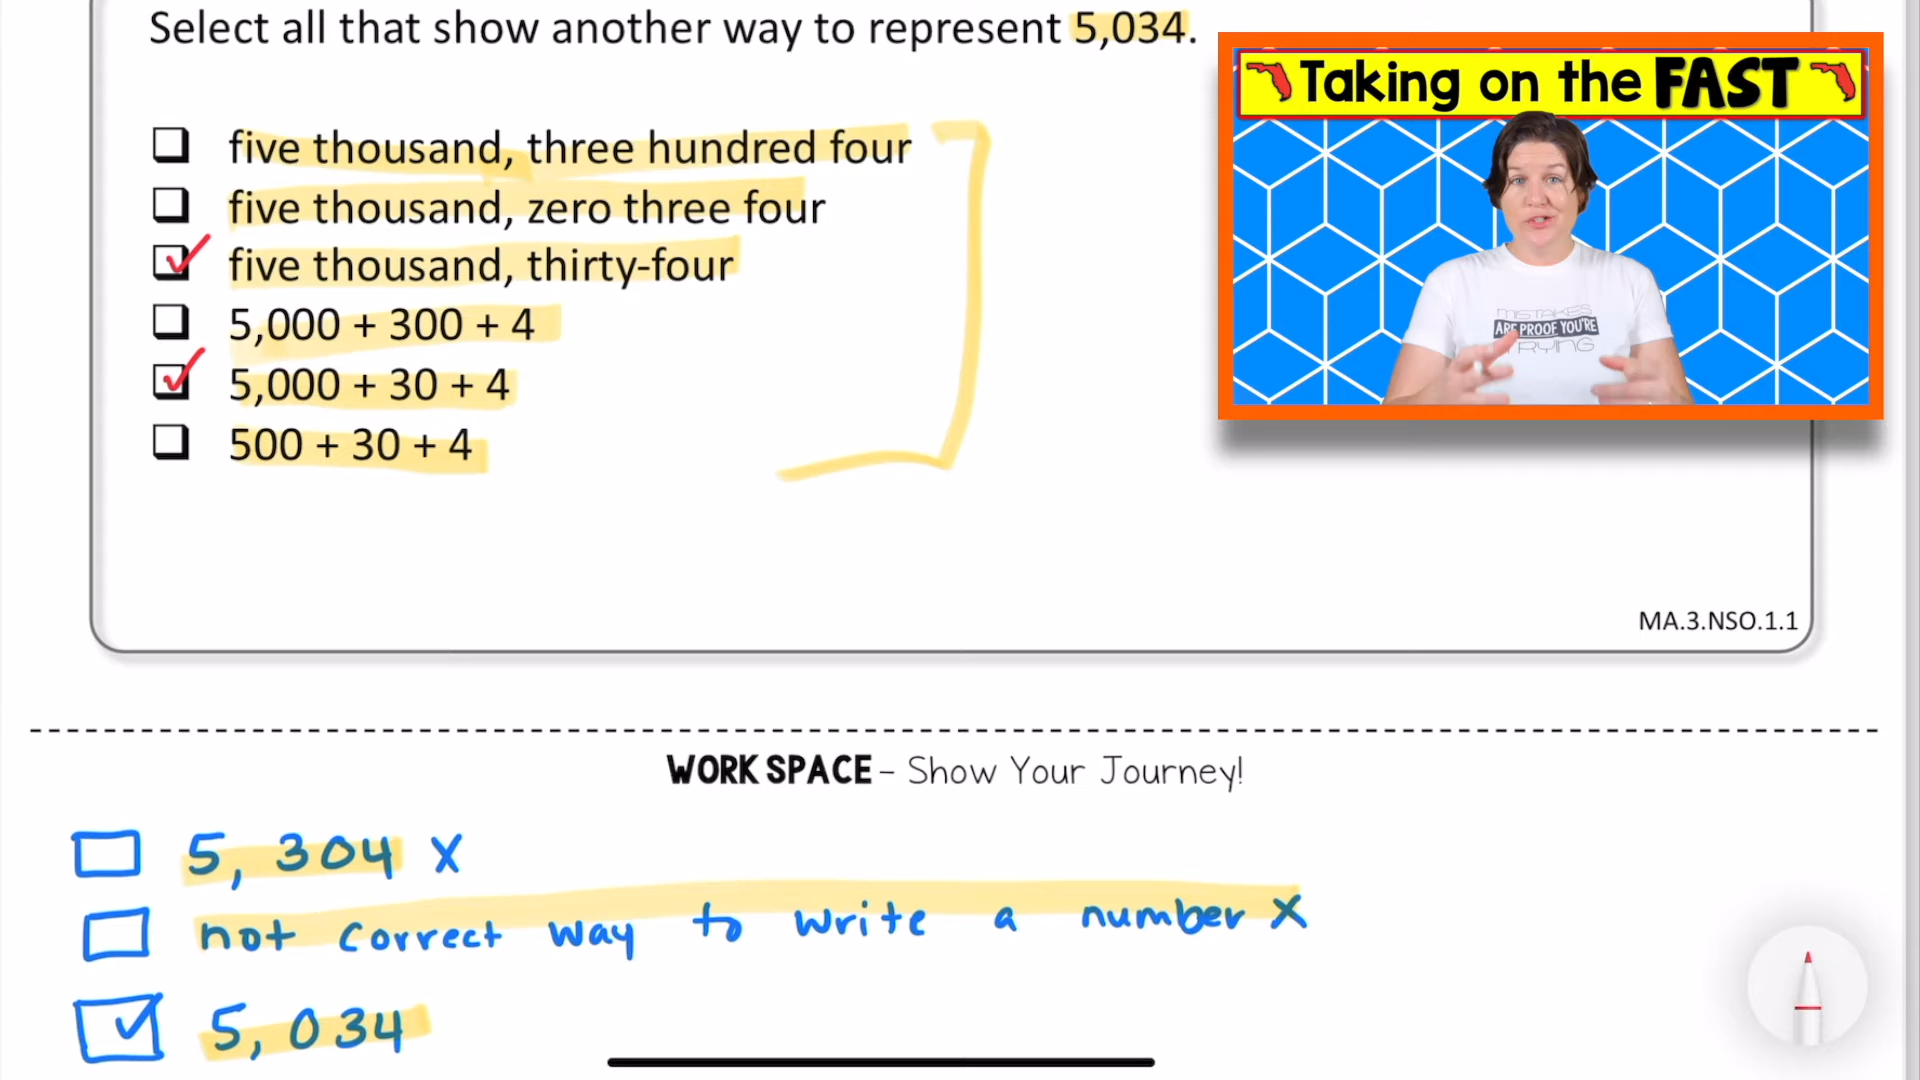 Select all that show another way to represent 5,034.
Taking on the FAST
five thousand, three hundred four
five thousand, zero three four
five thousand, thirty-four
5,000 + 300 + 4
5,000 + 30 + 4
500 + 30 + 4
MISTAKES
ARE PROOF YOU'RE
TRYING
MA.3.NSO.1.1
WORK SPACE – Show Your Journey!
5, 304 X
not correct way to write a number X
5, 034